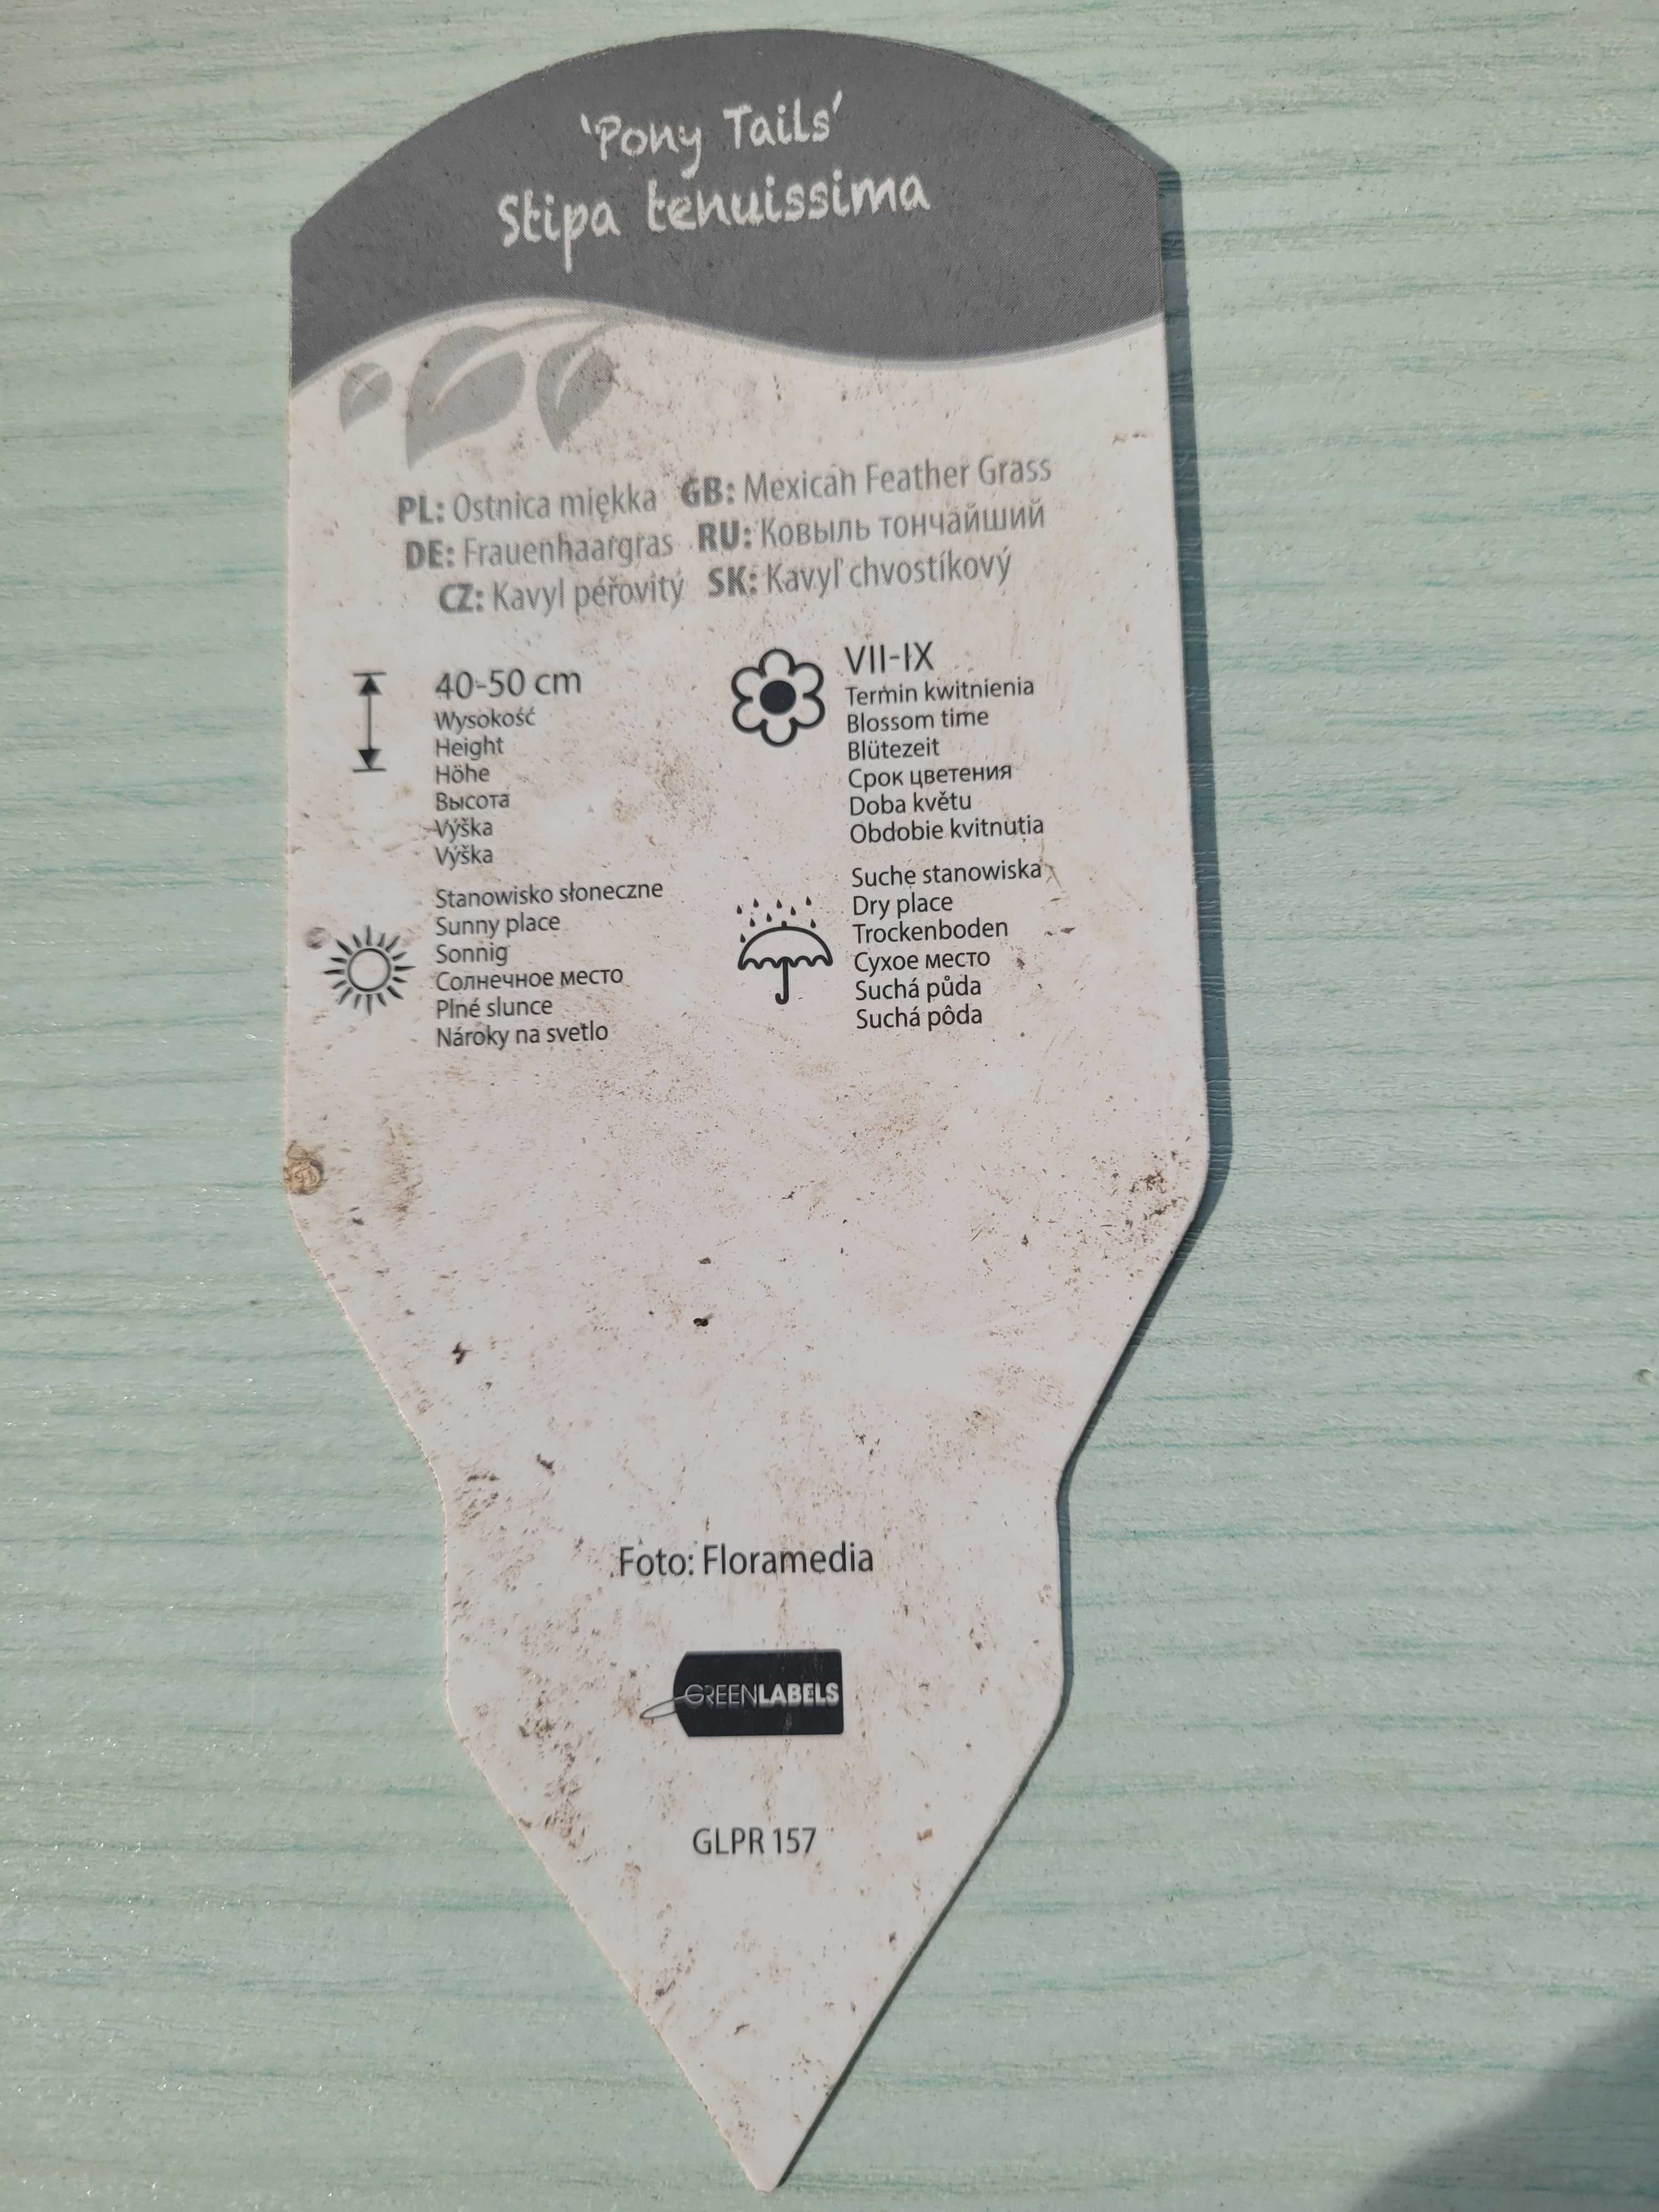 'Pony Tails'
Stipa tenuissima
PL: Ostnica miękka GB: Mexican Feather Grass
DE: Frauenhaargras RU: Ковыль тончайший
CZ: Kavyl péřovitý SK: Kavyľ chvostíkový
40-50 cm
Wysokość
Height
Höhe
Высота
Výška
Výška
VII-IX
Termin kwitnienia
Blossom time
Blütezeit
Срок цветения
Doba květu
Obdobie kvitnutia
Stanowisko słoneczne
Sunny place
Sonnig
Солнечное место
Plné slunce
Nároky na svetlo
Suche stanowiska
Dry place
Trockenboden
Сухое место
Suchá půda
Suchá pôda
Foto: Floramedia
GREENLABELS
GLPR 157